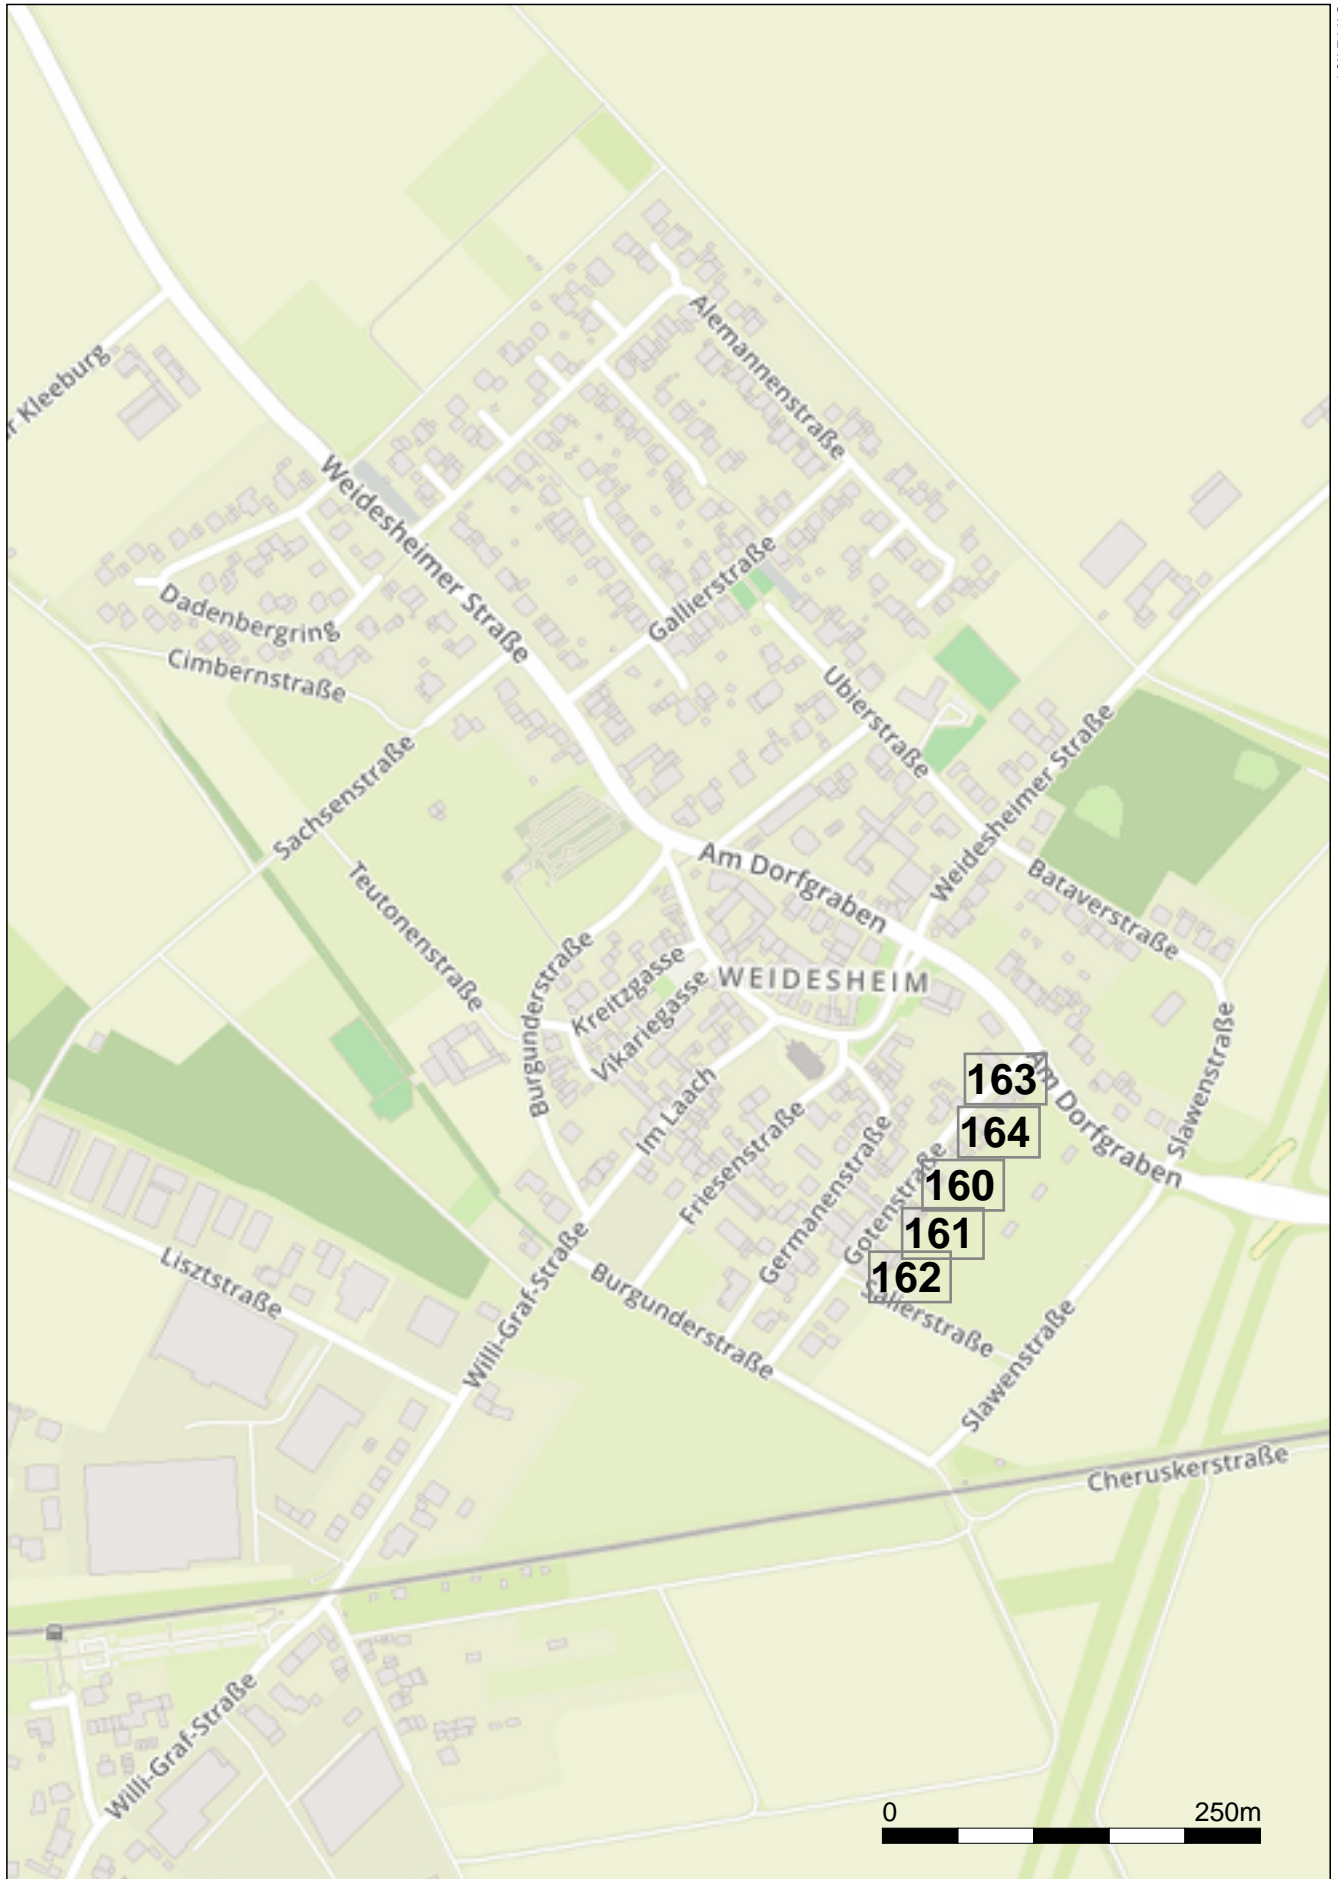 Alemannenstraße
r Kleeburg
Weidesheimer Straße
Gallierstraße
Dadenbergring
Cimbernstraße
Ubierstraße
Weidesheimer Straße
Sachsenstraße
Am Dorfgraben
Bataverstraße
Teutonenstraße
Burgunderstraße
Kreitzgasse
WEIDESHEIM
Vikariegasse
Slawenstraße
163
Am Dorfgraben
Im Laach
164
Friesenstraße
Germanenstraße
Gotenstraße
160
161
162
Salierstraße
Lisztstraße
Willi-Graf-Straße
Burgunderstraße
Slawenstraße
Cheruskerstraße
Willi-Graf-Straße
0 250m